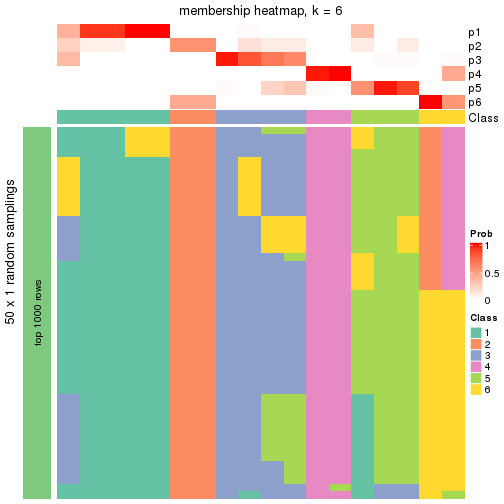 membership heatmap, k = 6
p1
p2
p3
p4
p5
p6
Class
50 x 1 random samplings
top 1000 rows
Prob
1
0.5
0
Class
1
2
3
4
5
6